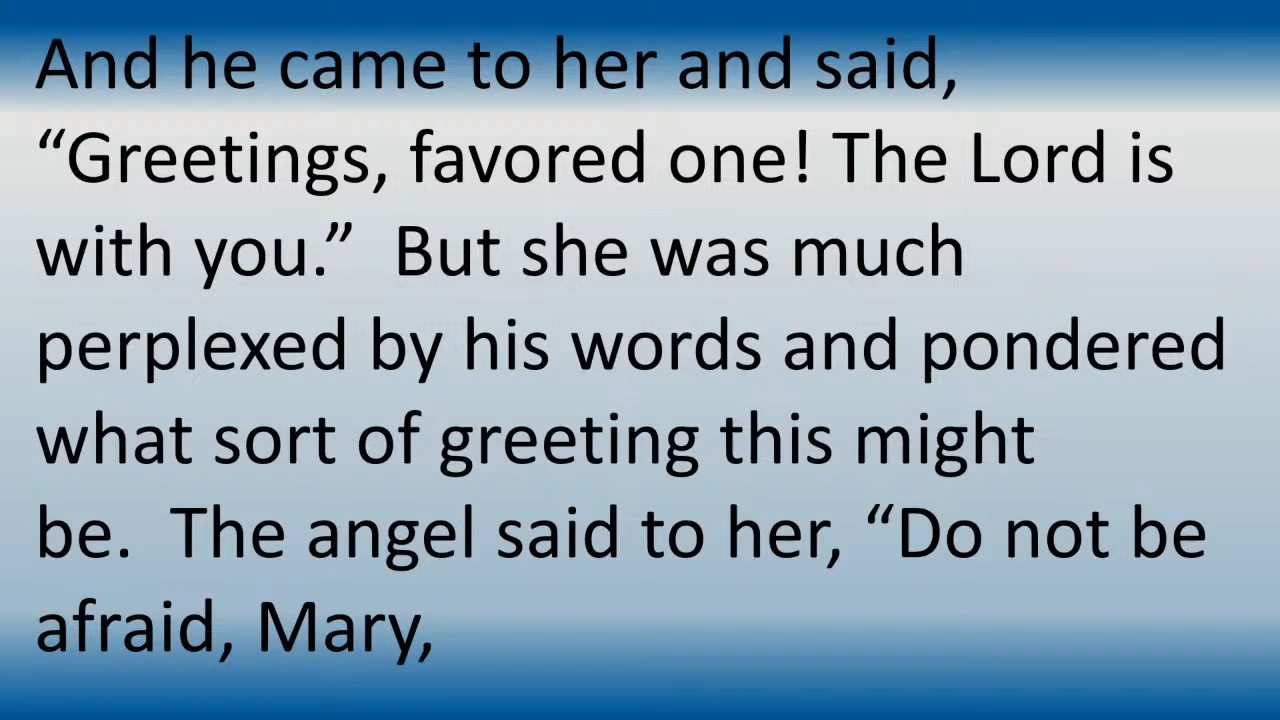 And he came to her and said,
“Greetings, favored one! The Lord is
with you.”  But she was much
perplexed by his words and pondered
what sort of greeting this might
be.  The angel said to her, “Do not be
afraid, Mary,